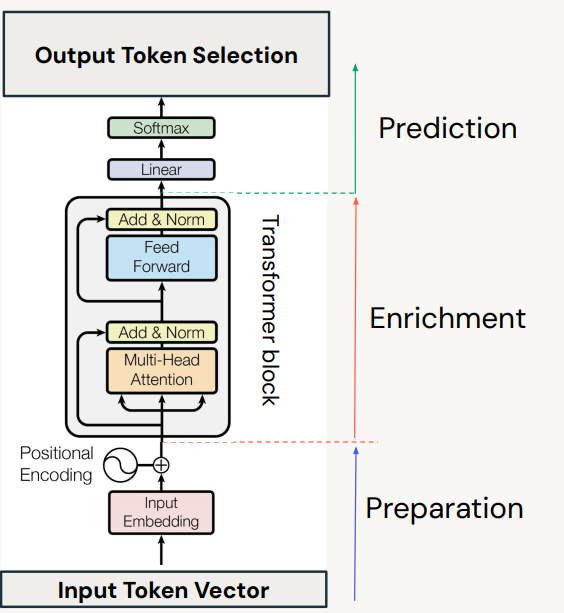 Output Token Selection
Softmax
Prediction
Linear
Add & Norm
Feed
Forward
Transformer block
Enrichment
Add & Norm
Multi-Head
Attention
Positional
Encoding
Input
Embedding
Preparation
Input Token Vector